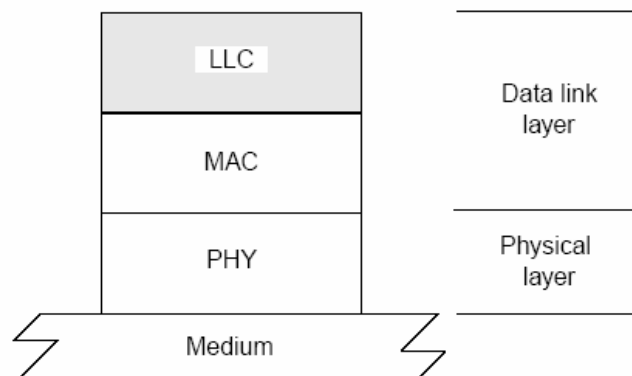 LLC
Data link
layer
MAC
PHY
Physical
layer
Medium